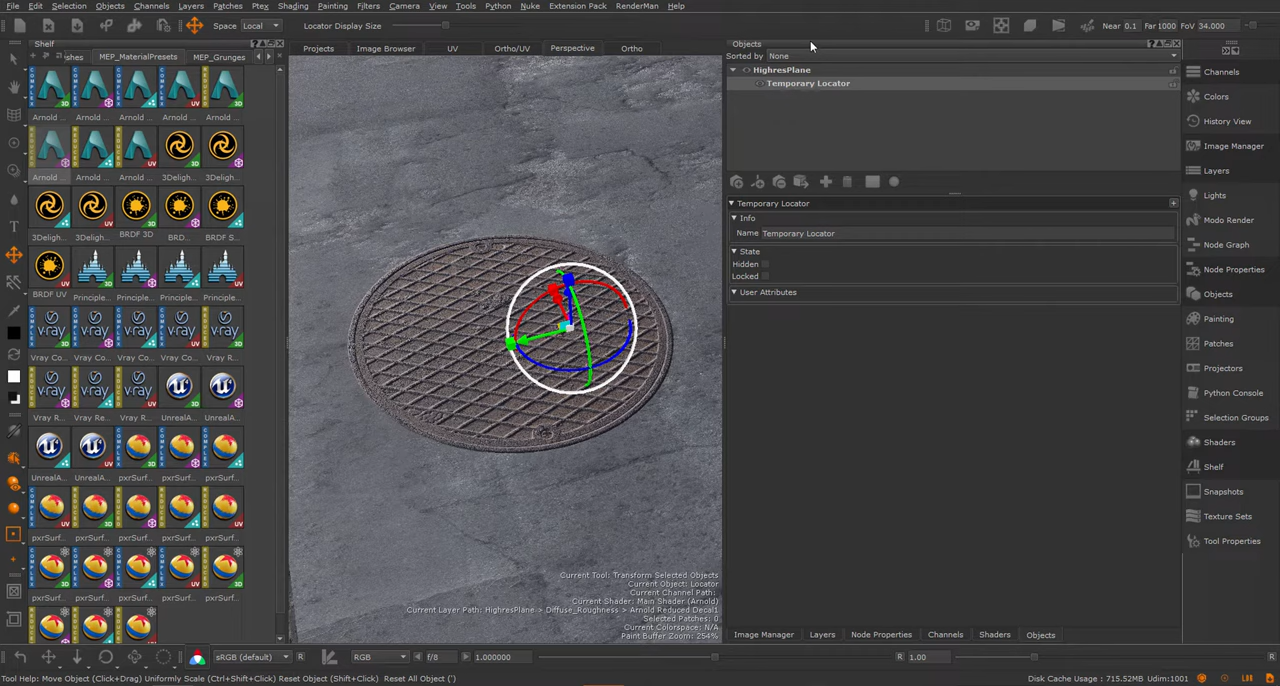 File Edit Selection Objects Channels Layers Patches Ptex Shading Painting Filters Camera View Tools Python Nuke Extension Pack RenderMan Help
Space Local Locator Display Size Near 0.1 Far 1000 FoV 34.000
Shelf Projects Image Browser UV Ortho/UV Perspective Ortho Objects
shes MEP_MaterialPresets MEP_Grunges Sorted by None
HighresPlane
Temporary Locator
Arnold ... Arnold ... Arnold ... Arnold ... Arnold ...
Arnold ... Arnold ... Arnold ... 3Deligh... 3Deligh...
3Deligh... 3Deligh... BRDF 3D BRD... BRDF S...
BRDF UV Principle... Principle... Principle... Principle...
Vray Co... Vray Co... Vray Co... Vray Co... Vray Re...
Vray R... Vray Re... Vray R... UnrealA... UnrealA...
UnrealA... UnrealA... pxrSurf... pxrSurf... pxrSurf...
pxrSurf... pxrSurf... pxrSurf... pxrSurf... pxrSurf...
pxrSurf... pxrSurf... pxrSurf... pxrSurf... pxrSurf...
Temporary Locator
Info
Name Temporary Locator
State
Hidden
Locked
User Attributes
Channels
Colors
History View
Image Manager
Layers
Lights
Modo Render
Node Graph
Node Properties
Objects
Painting
Patches
Projectors
Python Console
Selection Groups
Shaders
Shelf
Snapshots
Texture Sets
Tool Properties
Current Tool: Transform Selected Objects
Current Object: Locator
Current Channel Path:
Current Shader: Main Shader (Arnold)
Current Layer Path: HighresPlane -> Diffuse_Roughness -> Arnold Reduced Decal1
Selected Patches: 0
Current Colorspace: N/A
Paint Buffer Zoom: 254%
Image Manager Layers Node Properties Channels Shaders Objects
sRGB (default) R RGB f/8 1.000000 R 1.00 R
Tool Help: Move Object (Click+Drag) Uniformly Scale (Ctrl+Shift+Click) Reset Object (Shift+Click) Reset All Object (') Disk Cache Usage : 715.52MB Udim:1001